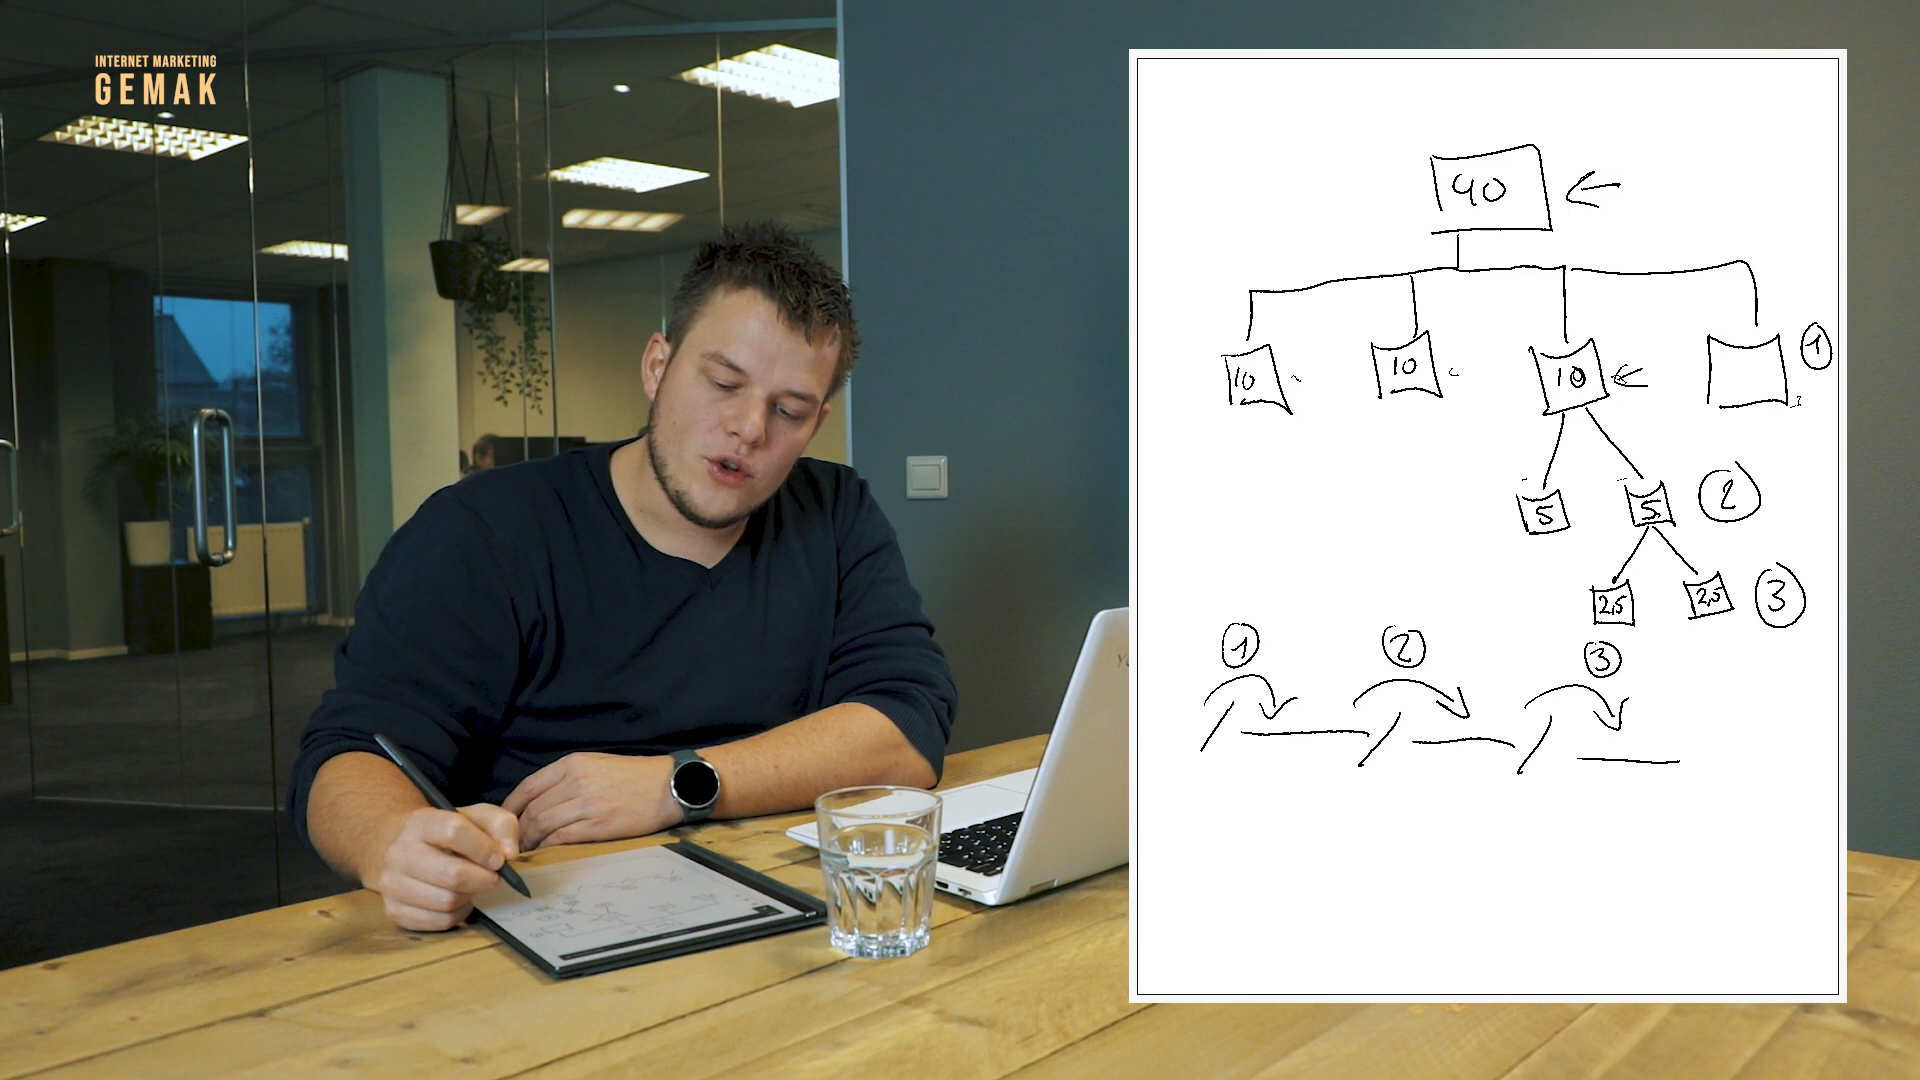 INTERNET MARKETING
GEMAK
40
10 10 10 1
5 5 2
2,5 2,5 3
1 2 3